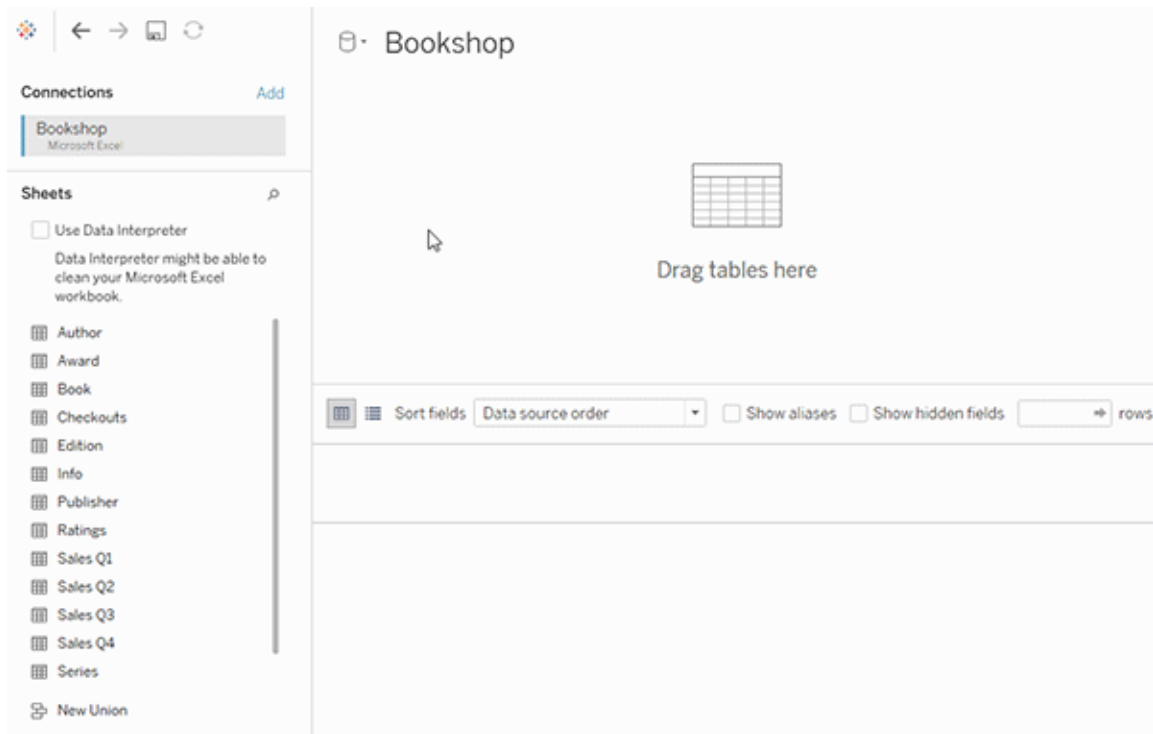 Bookshop
Connections
Add
Bookshop
Microsoft Excel
Sheets
Use Data Interpreter
Data Interpreter might be able to
clean your Microsoft Excel
workbook.
Author
Award
Book
Checkouts
Edition
Info
Publisher
Ratings
Sales Q1
Sales Q2
Sales Q3
Sales Q4
Series
New Union
Drag tables here
Sort fields Data source order Show aliases Show hidden fields rows